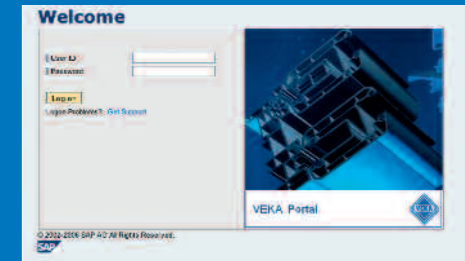 Welcome
User ID
Password
Log on
Logon Problems? Get Support
VEKA Portal
VEKA
© 2002-2006 SAP AG All Rights Reserved.
SAP